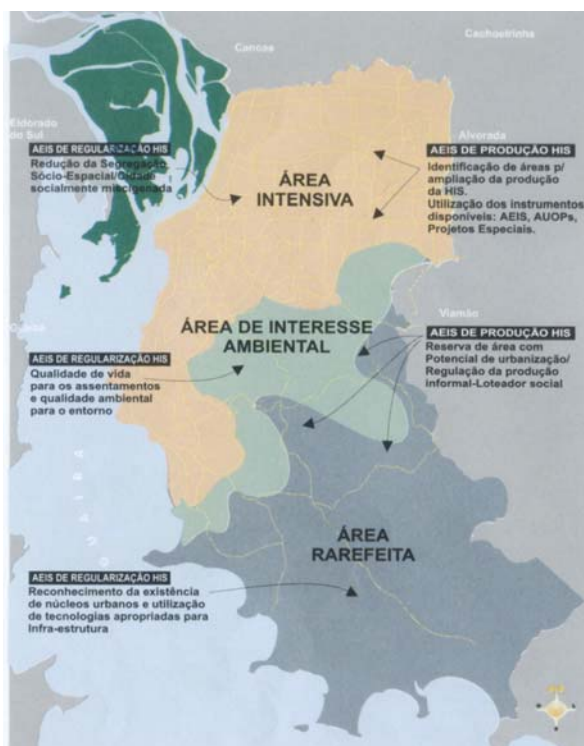 Canoas
Cachoeirinha
Eldorado
do Sul
Alvorada
AEIS DE REGULARIZAÇÃO HIS
Redução da Segregação
Sócio-Espacial/Cidade
socialmente miscigenada
AEIS DE PRODUÇÃO HIS
Identificação de áreas p/
ampliação da produção
da HIS.
Utilização dos instrumentos
disponíveis: AEIS, AUOPs,
Projetos Especiais.
ÁREA
INTENSIVA
Viamão
ÁREA DE INTERESSE
AMBIENTAL
AEIS DE PRODUÇÃO HIS
Reserva de área com
Potencial de urbanização/
Regulação da produção
informal-Loteador social
AEIS DE REGULARIZAÇÃO HIS
Qualidade de vida
para os assentamentos
e qualidade ambiental
para o entorno
GUAÍBA
ÁREA
RAREFEITA
AEIS DE REGULARIZAÇÃO HIS
Reconhecimento da existência
de núcleos urbanos e utilização
de tecnologias apropriadas para
Infra-estrutura